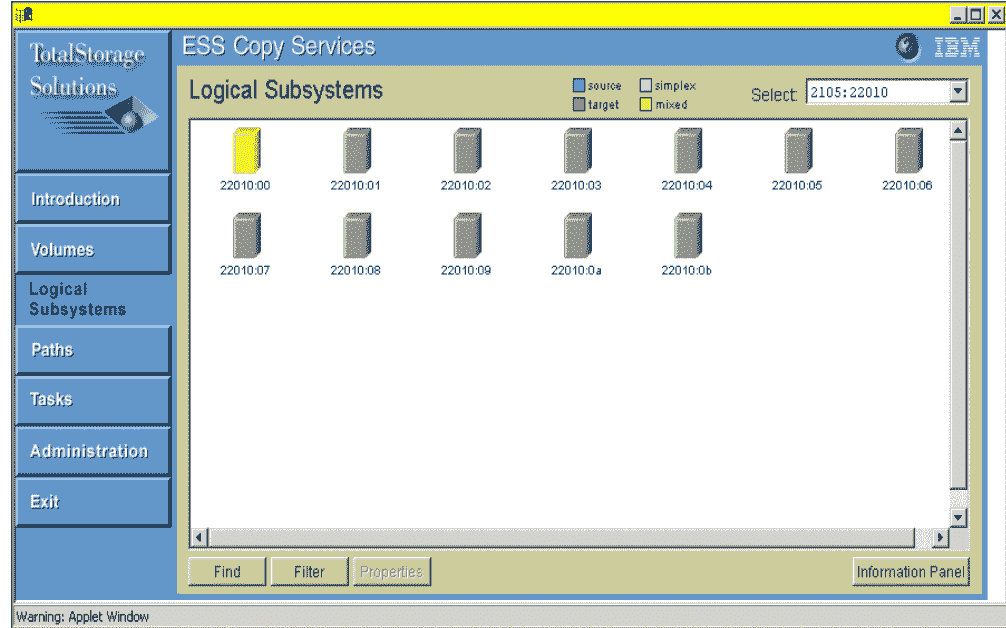 TotalStorage
Solutions
ESS Copy Services
IBM
Logical Subsystems
source
simplex
target
mixed
Select:
2105:22010
22010:00
22010:01
22010:02
22010:03
22010:04
22010:05
22010:06
22010:07
22010:08
22010:09
22010:0a
22010:0b
Introduction
Volumes
Logical
Subsystems
Paths
Tasks
Administration
Exit
Find
Filter
Properties
Information Panel
Warning: Applet Window